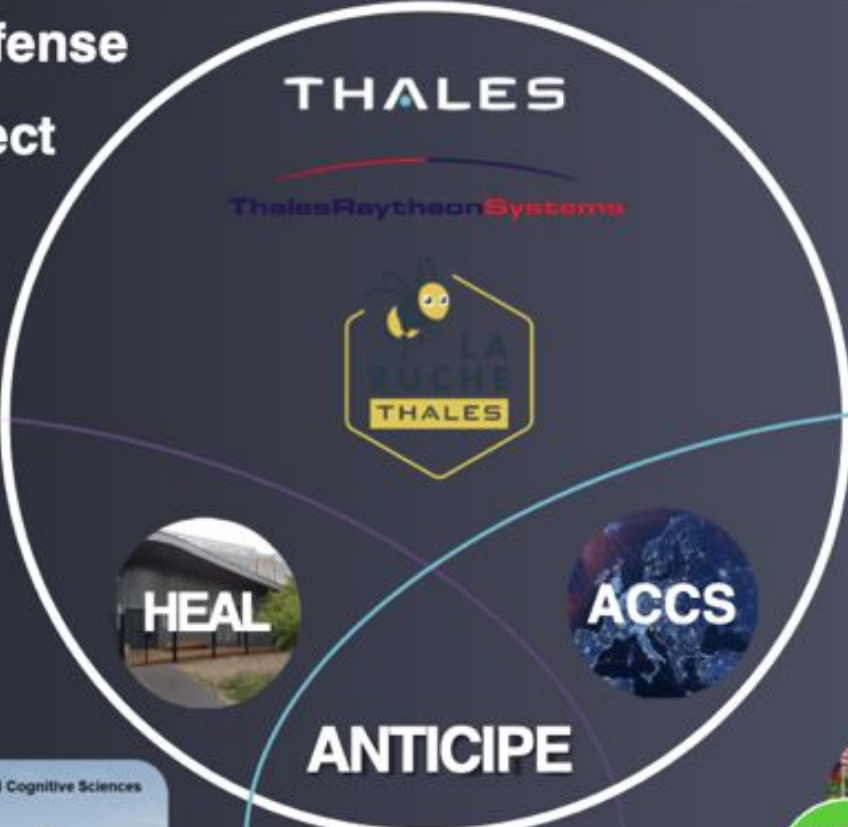 fense
ect
THALES
ThalesRaytheonSystems
LA
RUCHE
THALES
HEAL
ACCS
ANTICIPE
Cognitive Sciences